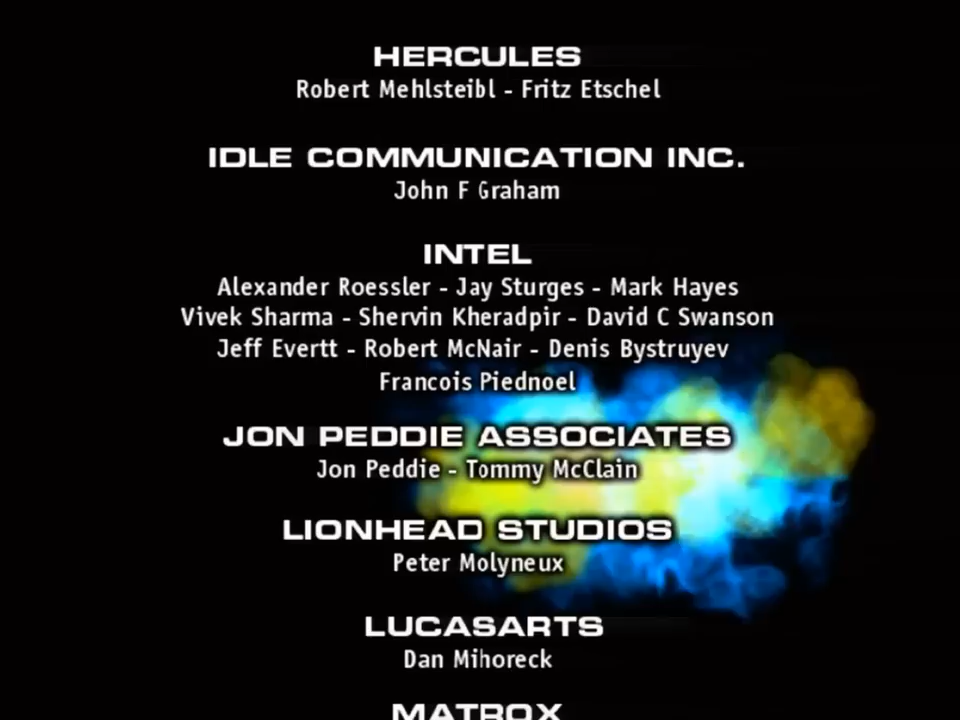 HERCULES
Robert Mehlsteibl - Fritz Etschel
IDLE COMMUNICATION INC.
John F Graham
INTEL
Alexander Roessler - Jay Sturges - Mark Hayes
Vivek Sharma - Shervin Kheradpir - David C Swanson
Jeff Evertt - Robert McNair - Denis Bystruyev
Francois Piednoel
JON PEDDIE ASSOCIATES
Jon Peddie - Tommy McClain
LIONHEAD STUDIOS
Peter Molyneux
LUCASARTS
Dan Mihoreck
MATROX